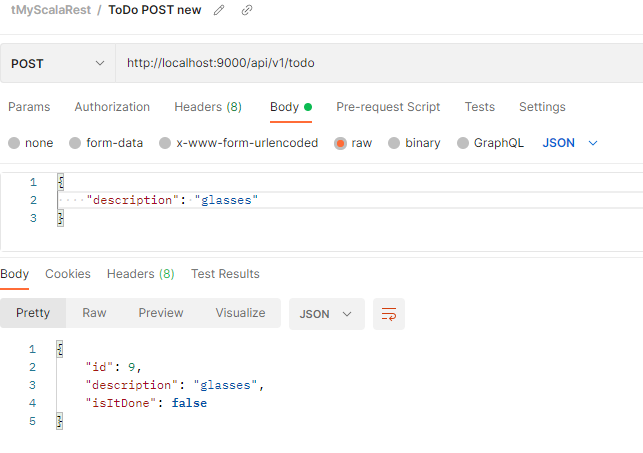 tMyScalaRest / ToDo POST new
POST http://localhost:9000/api/v1/todo
Params Authorization Headers (8) Body Pre-request Script Tests Settings
none form-data x-www-form-urlencoded raw binary GraphQL JSON
1 {
2 "description": "glasses"
3 }
Body Cookies Headers (8) Test Results
Pretty Raw Preview Visualize JSON
1 {
2 "id": 9,
3 "description": "glasses",
4 "isItDone": false
5 }